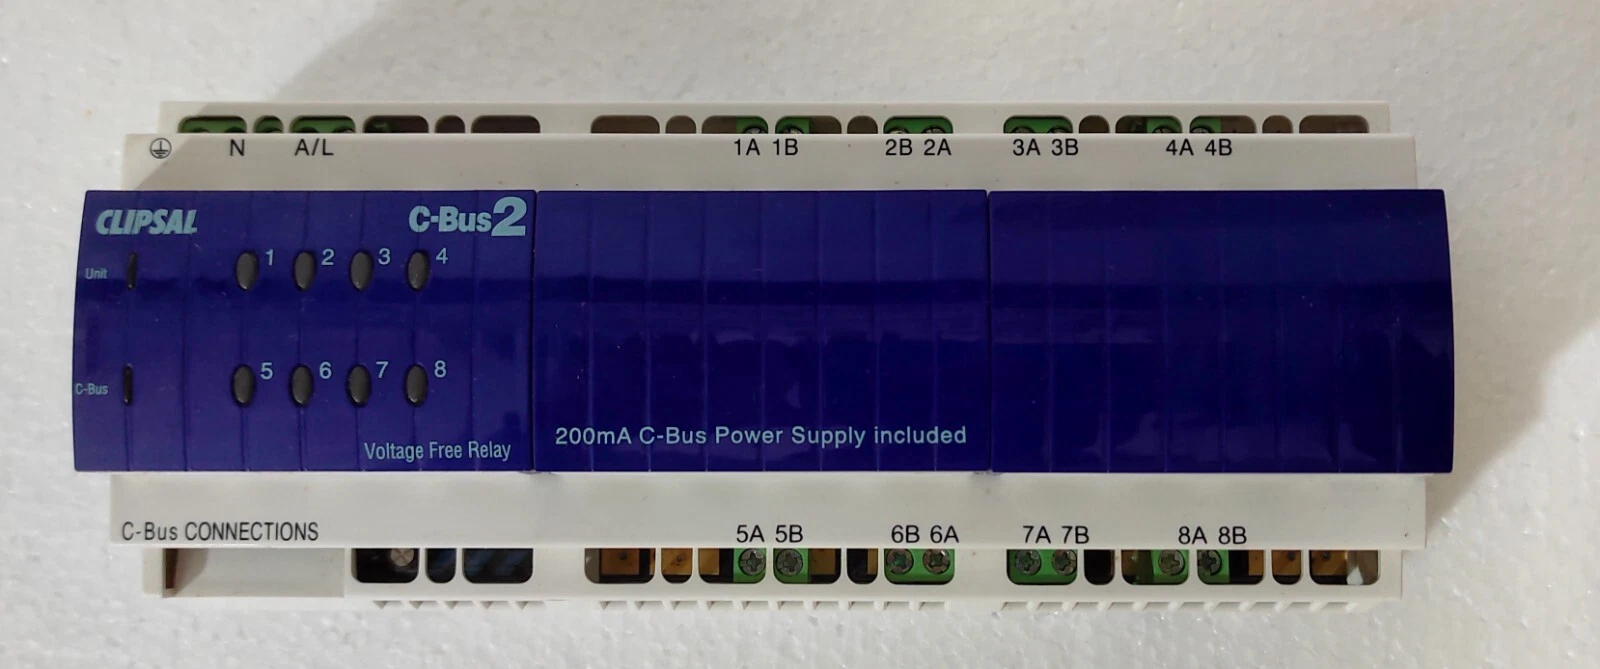 N A/L 1A 1B 2B 2A 3A 3B 4A 4B
CLIPSAL C-Bus2
Unit 1 2 3 4
C-Bus 5 6 7 8
Voltage Free Relay
200mA C-Bus Power Supply included
C-Bus CONNECTIONS 5A 5B 6B 6A 7A 7B 8A 8B